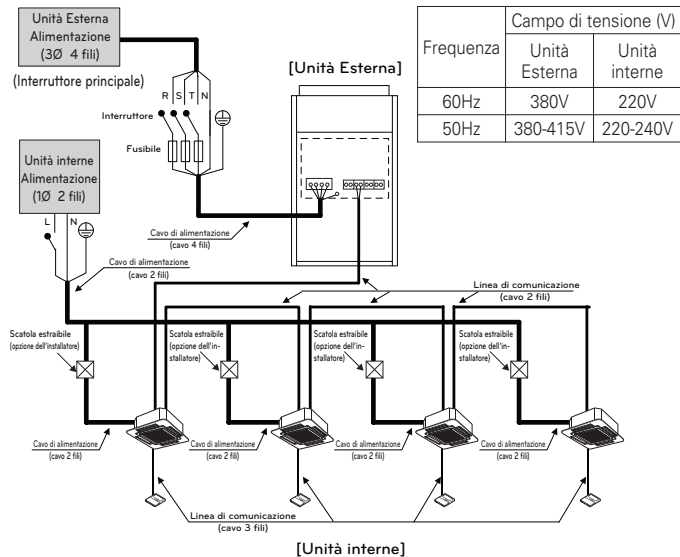 Unità Esterna
Alimentazione
(3Ø 4 fili)
(Interruttore principale)
R S T N
Interruttore
Fusibile
[Unità Esterna]
Frequenza
Campo di tensione (V)
Unità
Esterna
Unità
interne
60Hz
380V
220V
50Hz
380-415V
220-240V
Unità interne
Alimentazione
(1Ø 2 fili)
L N
Cavo di alimentazione
(cavo 4 fili)
Cavo di alimentazione
(cavo 2 fili)
Linea di comunicazione
(cavo 2 fili)
Scatola estraibile
(opzione dell'installatore)
Scatola estraibile
(opzione dell'in-
stallatore)
Scatola estraibile
(opzione dell'in-
stallatore)
Scatola estraibile
(opzione dell'in-
stallatore)
Cavo di alimentazione
(cavo 2 fili)
Cavo di alimentazione
(cavo 2 fili)
Cavo di alimentazione
(cavo 2 fili)
Cavo di alimentazione
(cavo 2 fili)
Linea di comunicazione
(cavo 3 fili)
[Unità interne]